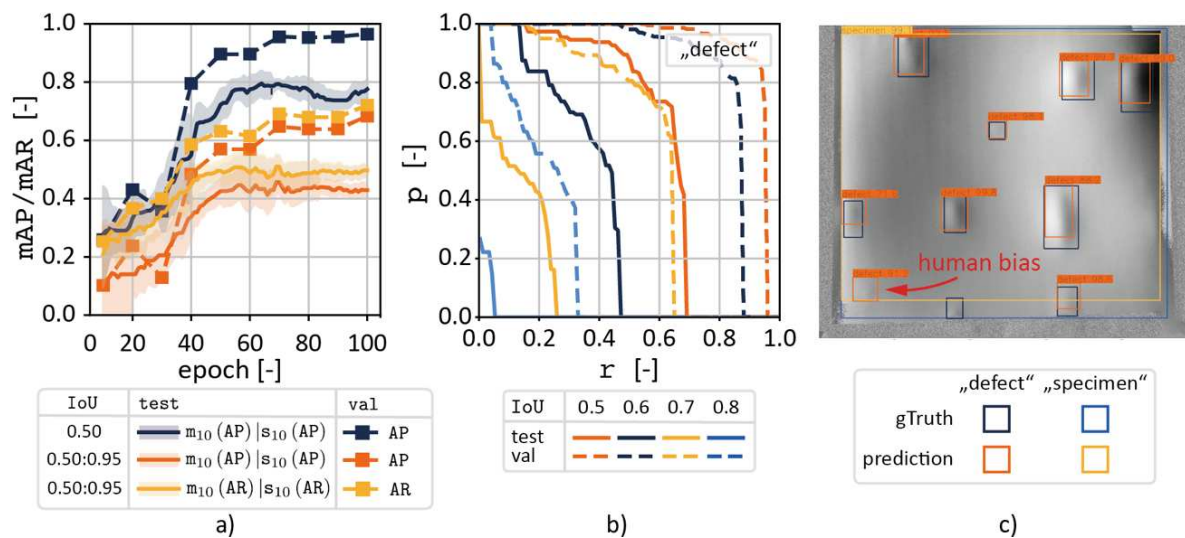 1.0
0.8
0.6
0.4
0.2
0.0
mAP/mAR [-]
0 20 40 60 80 100
epoch [-]
IoU test val
0.50 m₁₀(AP)|s₁₀(AP) AP
0.50:0.95 m₁₀(AP)|s₁₀(AP) AP
0.50:0.95 m₁₀(AR)|s₁₀(AR) AR
a)
1.0
0.8
0.6
0.4
0.2
0.0
p [-]
„defect“
0.0 0.2 0.4 0.6 0.8 1.0
r [-]
IoU 0.5 0.6 0.7 0.8
test
val
b)
human bias
„defect“ „specimen“
gTruth
prediction
c)